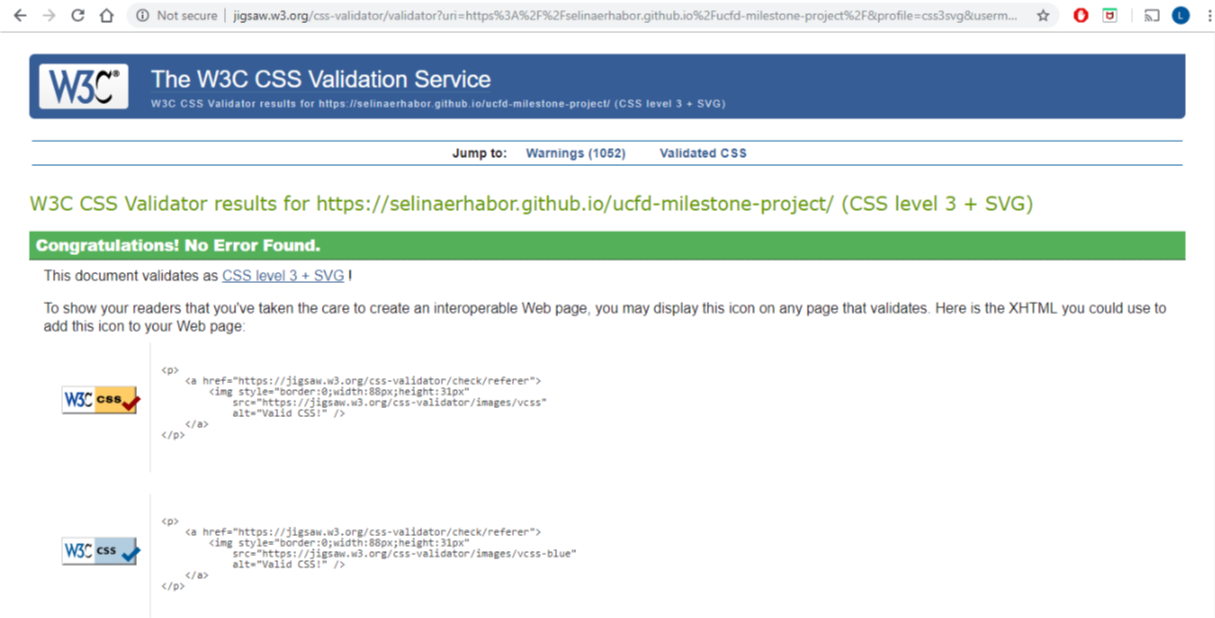 Not secure | jigsaw.w3.org/css-validator/validator?uri=https%3A%2F%2Fselinaerhabor.github.io%2Fucfd-milestone-project%2F&profile=css3svg&userm...
L
W3C®
The W3C CSS Validation Service
W3C CSS Validator results for https://selinaerhabor.github.io/ucfd-milestone-project/ (CSS level 3 + SVG)
Jump to: Warnings (1052) Validated CSS
W3C CSS Validator results for https://selinaerhabor.github.io/ucfd-milestone-project/ (CSS level 3 + SVG)
Congratulations! No Error Found.
This document validates as CSS level 3 + SVG !
To show your readers that you've taken the care to create an interoperable Web page, you may display this icon on any page that validates. Here is the XHTML you could use to
add this icon to your Web page:
W3C css
<p>
<a href="https://jigsaw.w3.org/css-validator/check/referer">
<img style="border:0;width:88px;height:31px"
src="https://jigsaw.w3.org/css-validator/images/vcss"
alt="Valid CSS!" />
</a>
</p>
W3C css
<p>
<a href="https://jigsaw.w3.org/css-validator/check/referer">
<img style="border:0;width:88px;height:31px"
src="https://jigsaw.w3.org/css-validator/images/vcss-blue"
alt="Valid CSS!" />
</a>
</p>